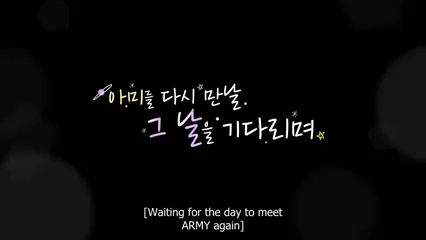 아미를 다시 만날,
그 날을 기다리며
[Waiting for the day to meet
ARMY again]